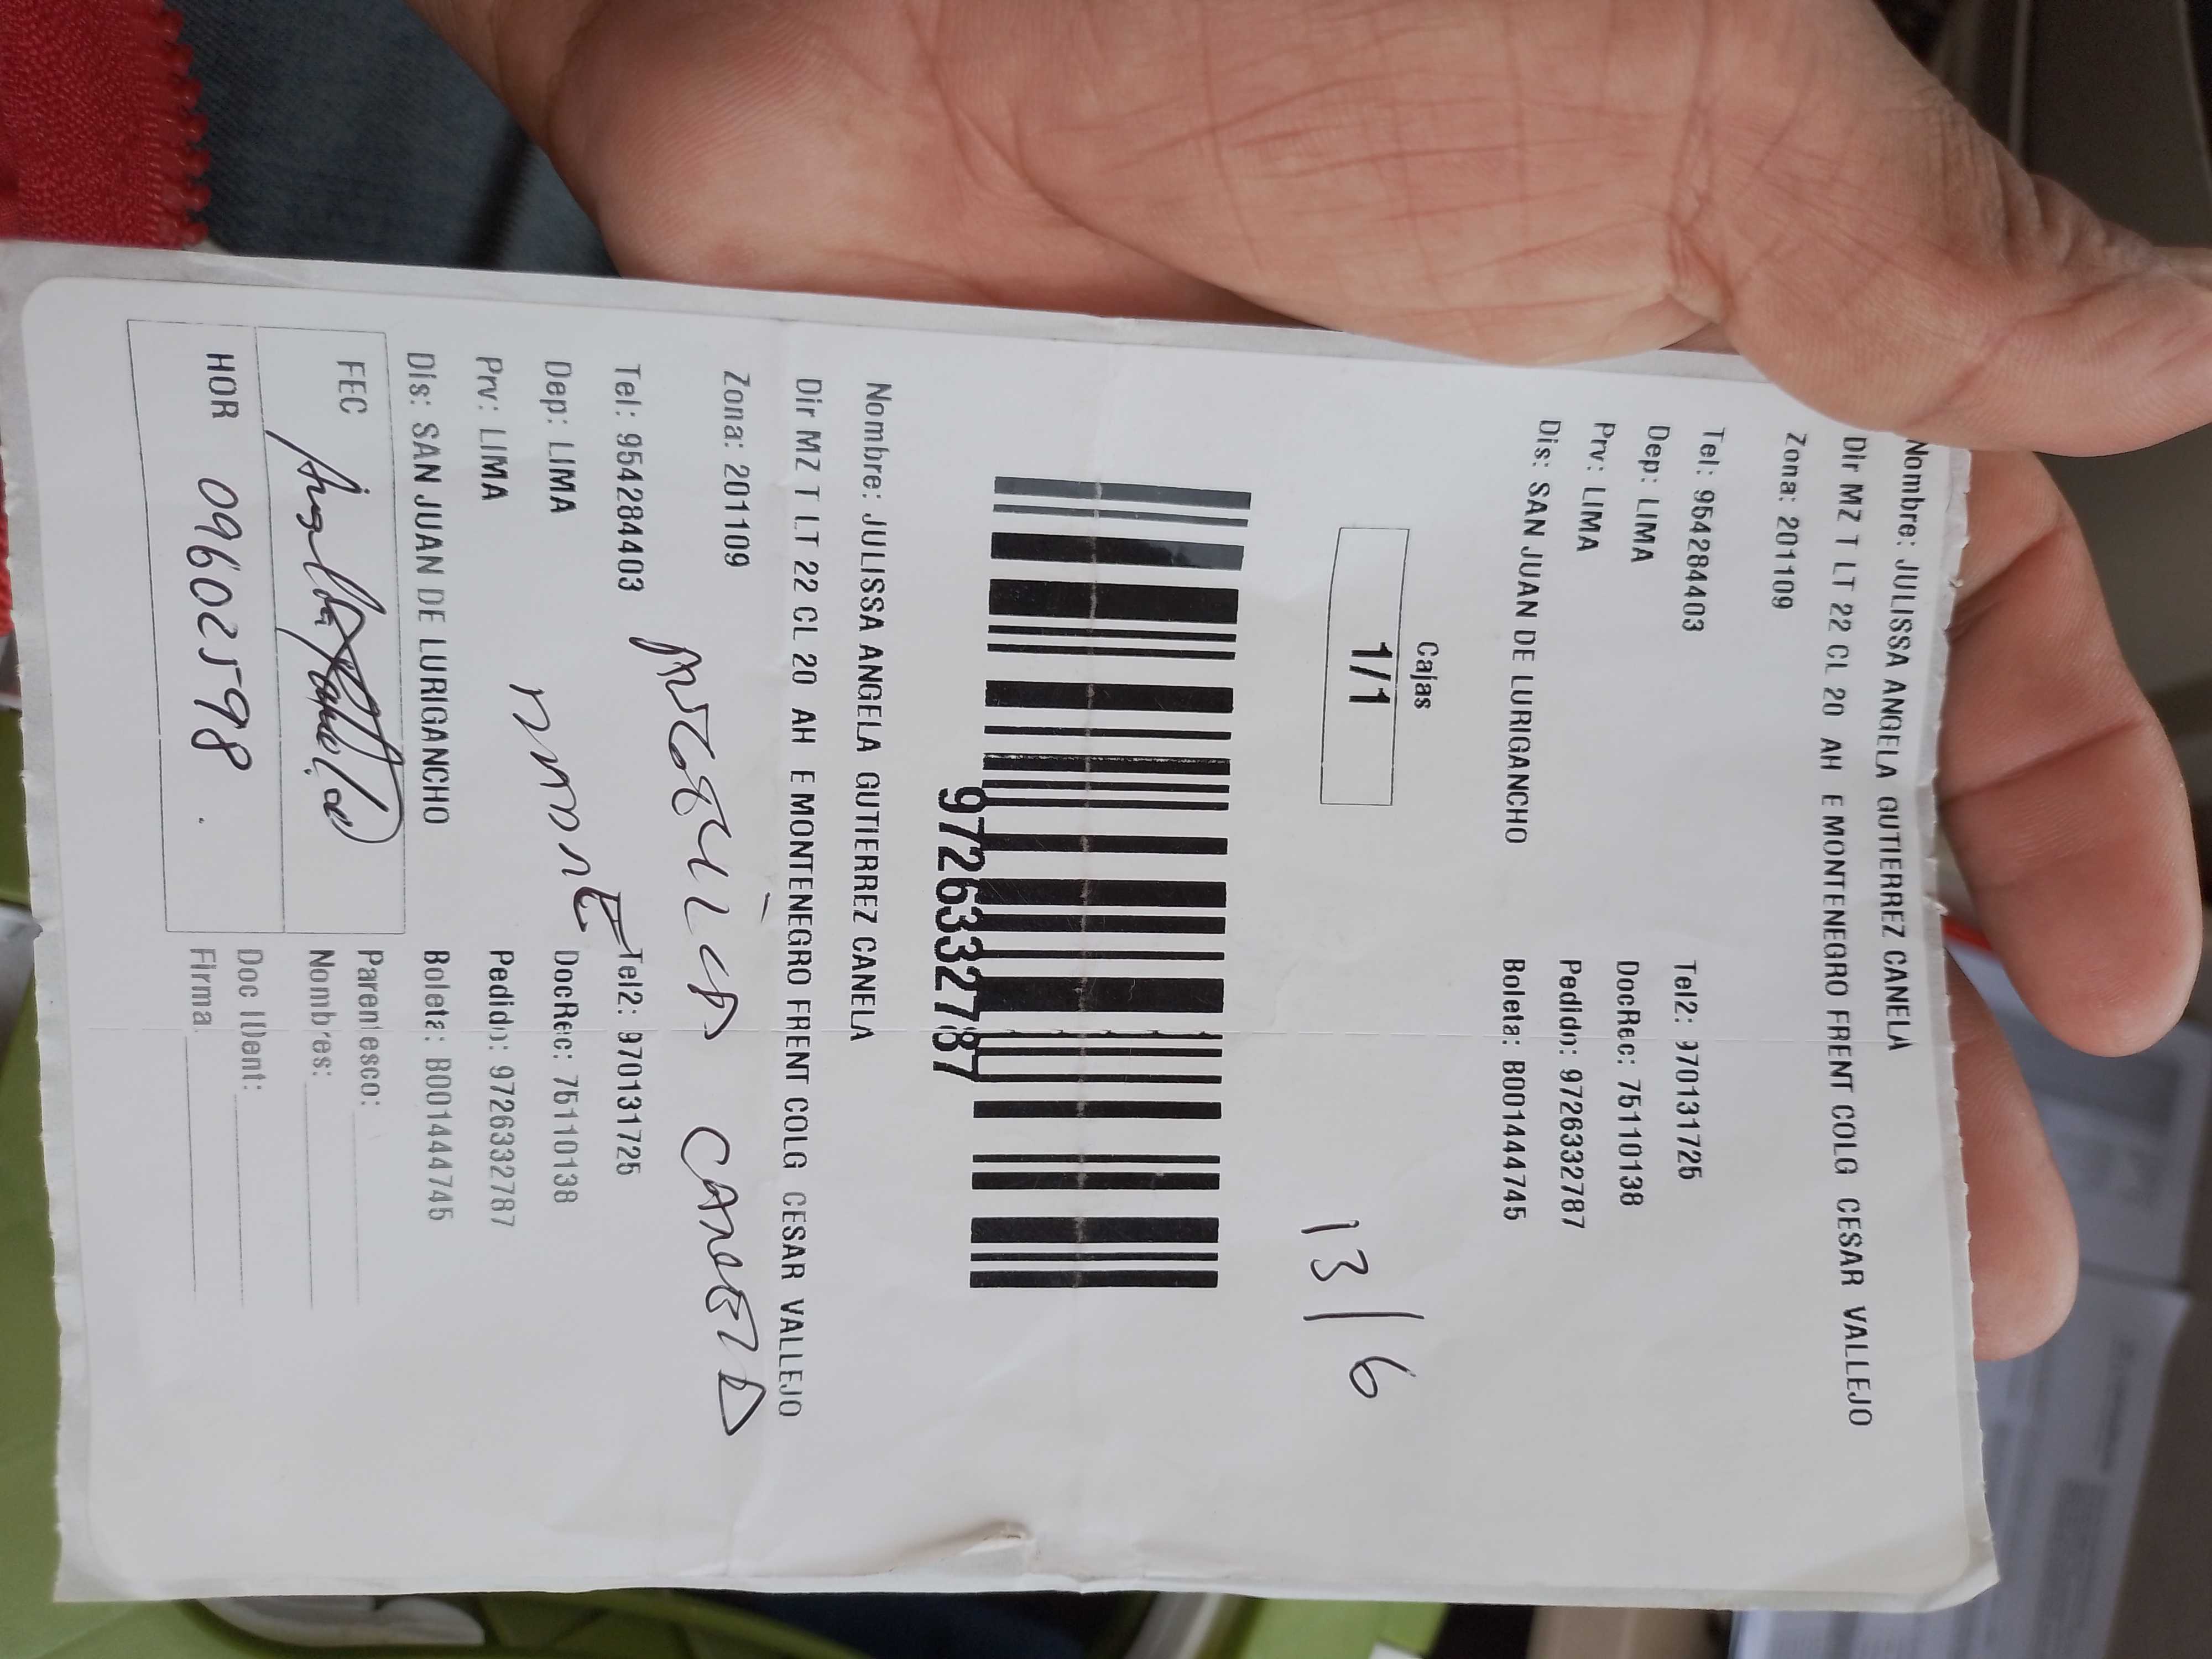 Nombre: JULISSA ANGELA GUTIERREZ CANELA
Dir MZ T LT 22 CL 20 AH E MONTENEGRO FRENT COLG CESAR VALLEJO
Zona: 201109
Tel: 954284403 Tel2: 970131725
Dep: LIMA DocRec: 75110138
Prv: LIMA Pedido: 9726332787
Dis: SAN JUAN DE LURIGANCHO Boleta: B001444745
Cajas
1/1
13/6
9726332787
Nombre: JULISSA ANGELA GUTIERREZ CANELA
Dir MZ T LT 22 CL 20 AH E MONTENEGRO FRENT COLG CESAR VALLEJO
Zona: 201109
CANELA
Tel: 954284403 Tel2: 970131725
Dep: LIMA DocRec: 75110138
Prv: LIMA Pedido: 9726332787
Dis: SAN JUAN DE LURIGANCHO Boleta: B001444745
FEC Parentesco:
Nombres:
HOR 09602598 Doc IDent:
Firma